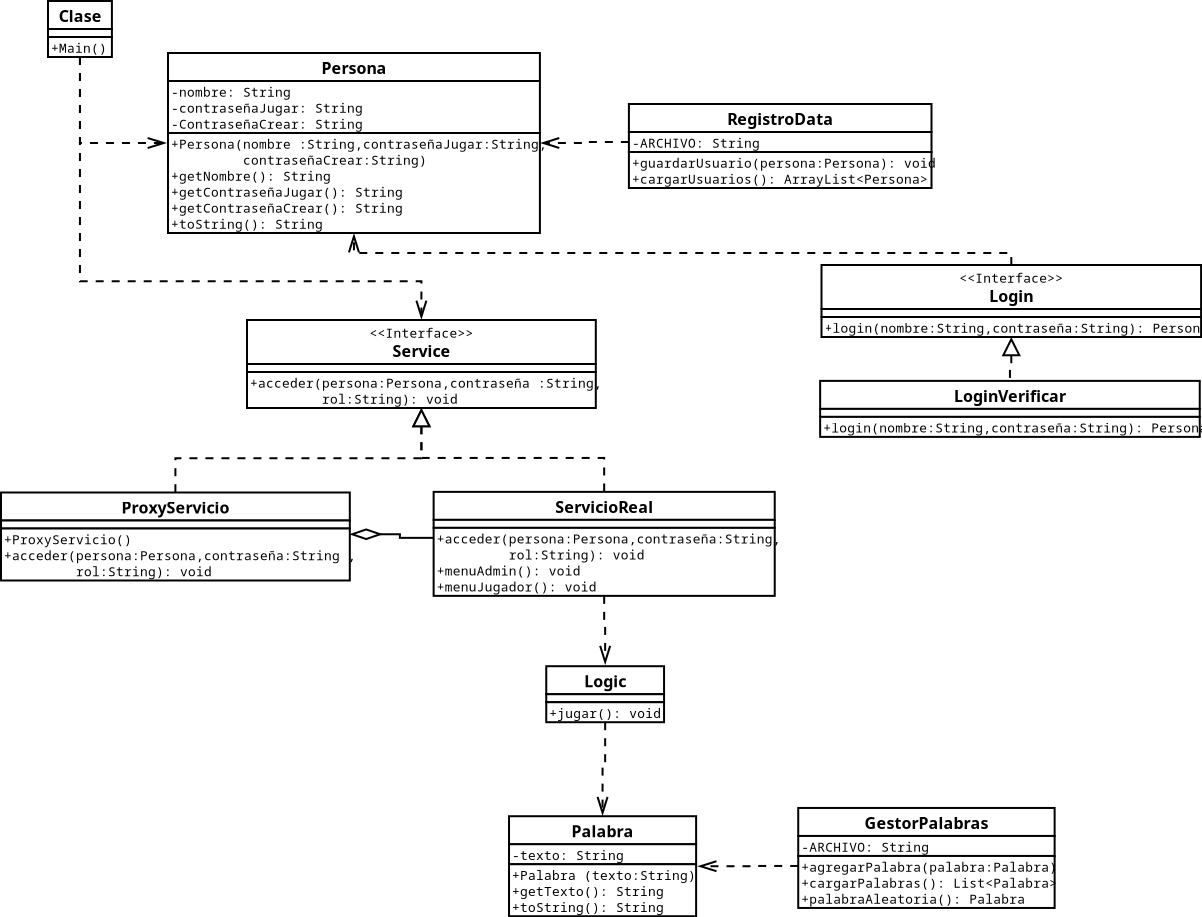 Clase
+Main()
Persona
-nombre: String
-contraseñaJugar: String
-ContraseñaCrear: String
+Persona(nombre :String,contraseñaJugar:String,
contraseñaCrear:String)
+getNombre(): String
+getContraseñaJugar(): String
+getContraseñaCrear(): String
+toString(): String
RegistroData
-ARCHIVO: String
+guardarUsuario(persona:Persona): void
+cargarUsuarios(): ArrayList<Persona>
<<Interface>>
Login
+login(nombre:String,contraseña:String): Person
LoginVerificar
+login(nombre:String,contraseña:String): Persona
<<Interface>>
Service
+acceder(persona:Persona,contraseña :String,
rol:String): void
ProxyServicio
+ProxyServicio()
+acceder(persona:Persona,contraseña:String ,
rol:String): void
ServicioReal
+acceder(persona:Persona,contraseña:String,
rol:String): void
+menuAdmin(): void
+menuJugador(): void
Logic
+jugar(): void
Palabra
-texto: String
+Palabra (texto:String)
+getTexto(): String
+toString(): String
GestorPalabras
-ARCHIVO: String
+agregarPalabra(palabra:Palabra)
+cargarPalabras(): List<Palabra>
+palabraAleatoria(): Palabra